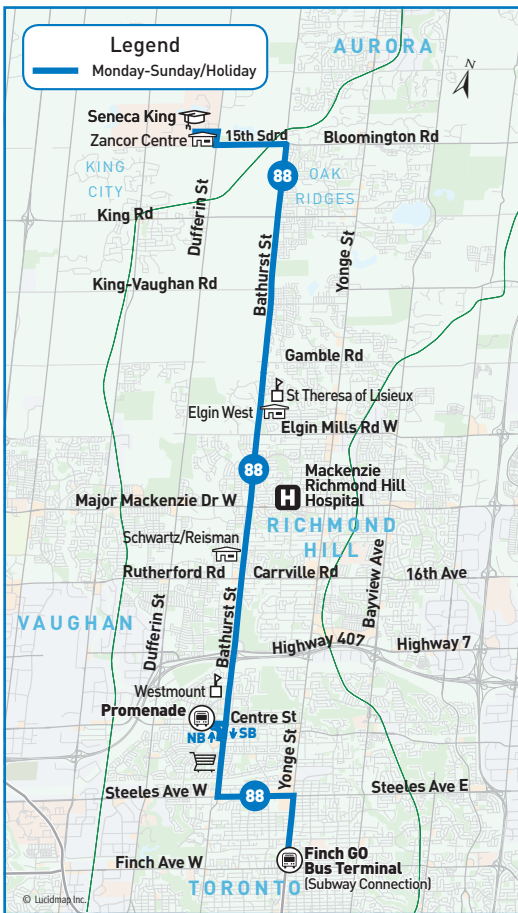 Legend
Monday-Sunday/Holiday
AURORA
N
Seneca King
Zancor Centre
15th Sdrd
Bloomington Rd
KING
CITY
88
OAK
RIDGES
Dufferin St
King Rd
Bathurst St
Yonge St
King-Vaughan Rd
Gamble Rd
St Theresa of Lisieux
Elgin West
Elgin Mills Rd W
88
Mackenzie
Richmond Hill
Hospital
H
Major Mackenzie Dr W
RICHMOND
HILL
Schwartz/Reisman
Rutherford Rd
Carrville Rd
16th Ave
Bayview Ave
Dufferin St
Bathurst St
VAUGHAN
Highway 407
Highway 7
Westmount
Promenade
Centre St
NB
SB
Yonge St
Steeles Ave W
88
Steeles Ave E
Finch Ave W
Finch GO
Bus Terminal
(Subway Connection)
TORONTO
© Lucidmap Inc.